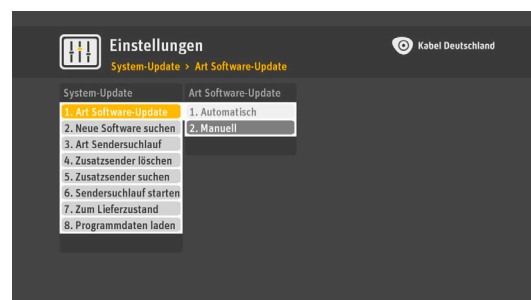 Einstellungen
Kabel Deutschland
System-Update > Art Software-Update
System-Update
Art Software-Update
1. Art Software-Update
1. Automatisch
2. Neue Software suchen
2. Manuell
3. Art Sendersuchlauf
4. Zusatzsender löschen
5. Zusatzsender suchen
6. Sendersuchlauf starten
7. Zum Lieferzustand
8. Programmdaten laden